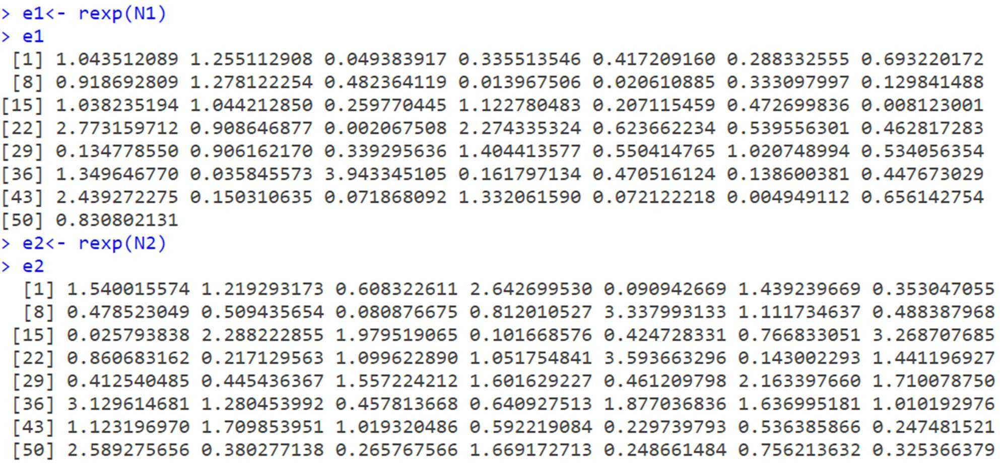 > e1<- rexp(N1)
> e1
 [1] 1.043512089 1.255112908 0.049383917 0.335513546 0.417209160 0.288332555 0.693220172
 [8] 0.918692809 1.278122254 0.482364119 0.013967506 0.020610885 0.333097997 0.129841488
[15] 1.038235194 1.044212850 0.259770445 1.122780483 0.207115459 0.472699836 0.008123001
[22] 2.773159712 0.908646877 0.002067508 2.274335324 0.623662234 0.539556301 0.462817283
[29] 0.134778550 0.906162170 0.339295636 1.404413577 0.550414765 1.020748994 0.534056354
[36] 1.349646770 0.035845573 3.943345105 0.161797134 0.470516124 0.138600381 0.447673029
[43] 2.439272275 0.150310635 0.071868092 1.332061590 0.072122218 0.004949112 0.656142754
[50] 0.830802131
> e2<- rexp(N2)
> e2
  [1] 1.540015574 1.219293173 0.608322611 2.642699530 0.090942669 1.439239669 0.353047055
  [8] 0.478523049 0.509435654 0.080876675 0.812010527 3.337993133 1.111734637 0.488387968
 [15] 0.025793838 2.288222855 1.979519065 0.101668576 0.424728331 0.766833051 3.268707685
 [22] 0.860683162 0.217129563 1.099622890 1.051754841 3.593663296 0.143002293 1.441196927
 [29] 0.412540485 0.445436367 1.557224212 1.601629227 0.461209798 2.163397660 1.710078750
 [36] 3.129614681 1.280453992 0.457813668 0.640927513 1.877036836 1.636995181 1.010192976
 [43] 1.123196970 1.709853951 1.019320486 0.592219084 0.229739793 0.536385866 0.247481521
 [50] 2.589275656 0.380277138 0.265767566 1.669172713 0.248661484 0.756213632 0.325366379